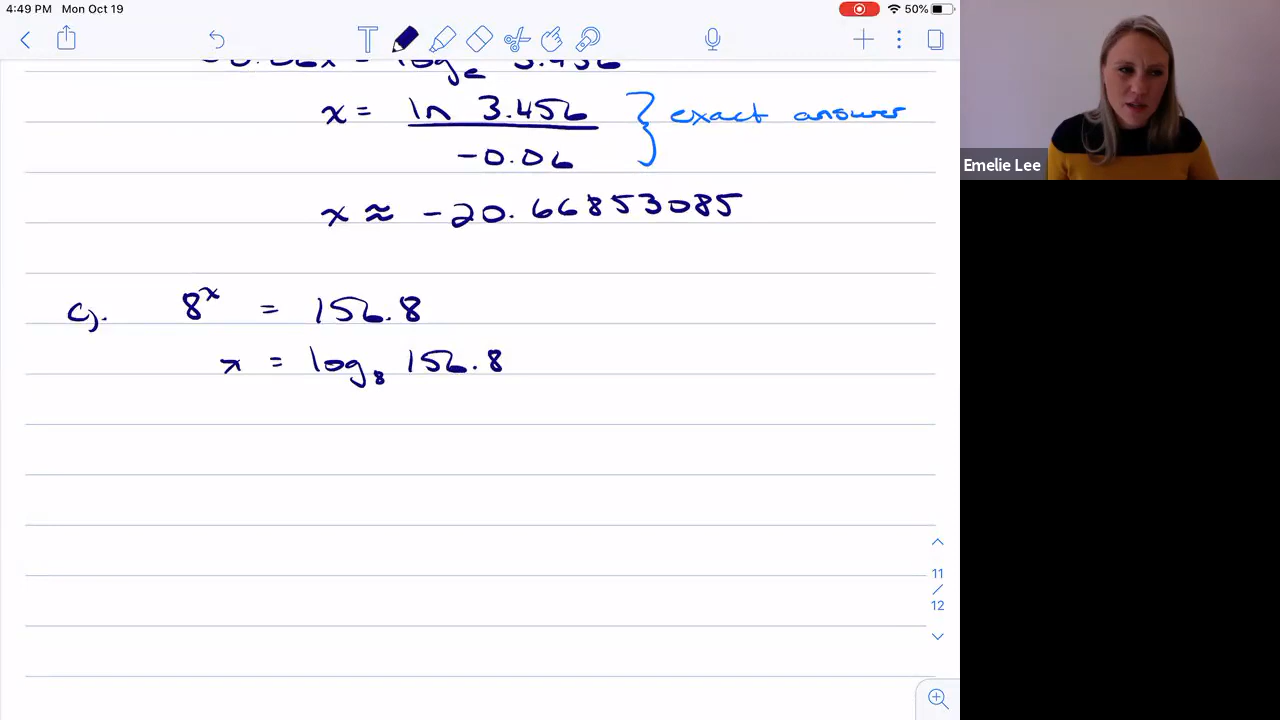 4:49 PM Mon Oct 19
50%
x = ln 3.456 / -0.06 } exact answer
x ≈ -20.66853085
c). 8^x = 156.8
x = log_8 156.8
Emelie Lee
11
/
12